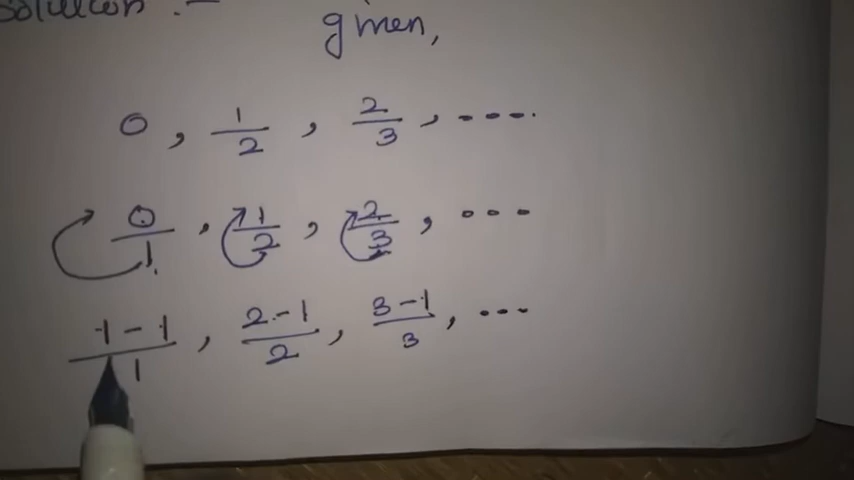 Solution :-
given,
0 , 1/2 , 2/3 , ....
0/1 , 1/2 , 2/3 , ...
1-1/1 , 2-1/2 , 3-1/3 , ...